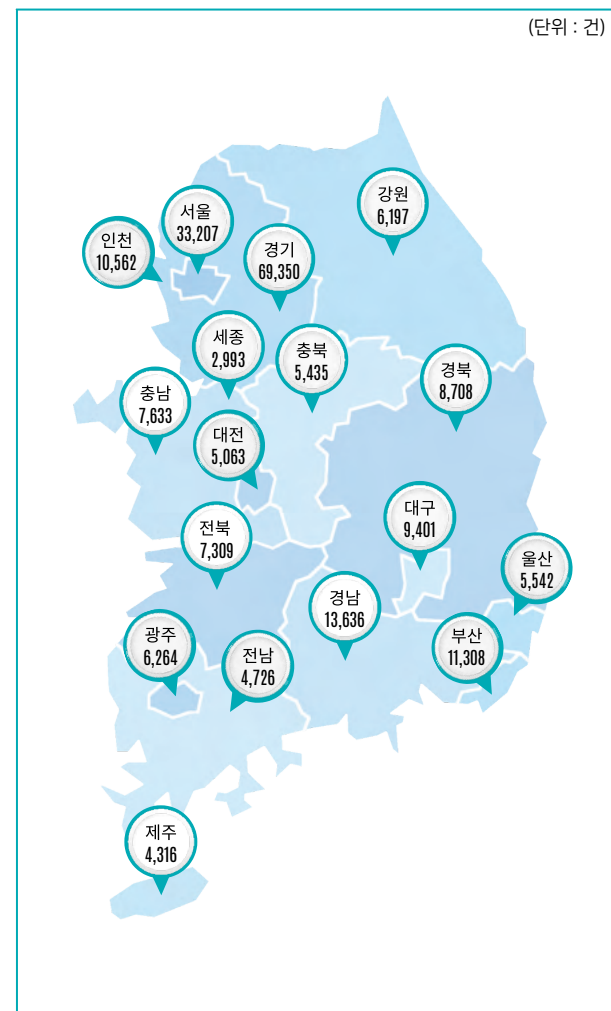 (단위 : 건)
강원
6,197
서울
33,207
인천
10,562
경기
69,350
세종
2,993
충북
5,435
경북
8,708
충남
7,633
대전
5,063
대구
9,401
전북
7,309
울산
5,542
경남
13,636
광주
6,264
부산
11,308
전남
4,726
제주
4,316